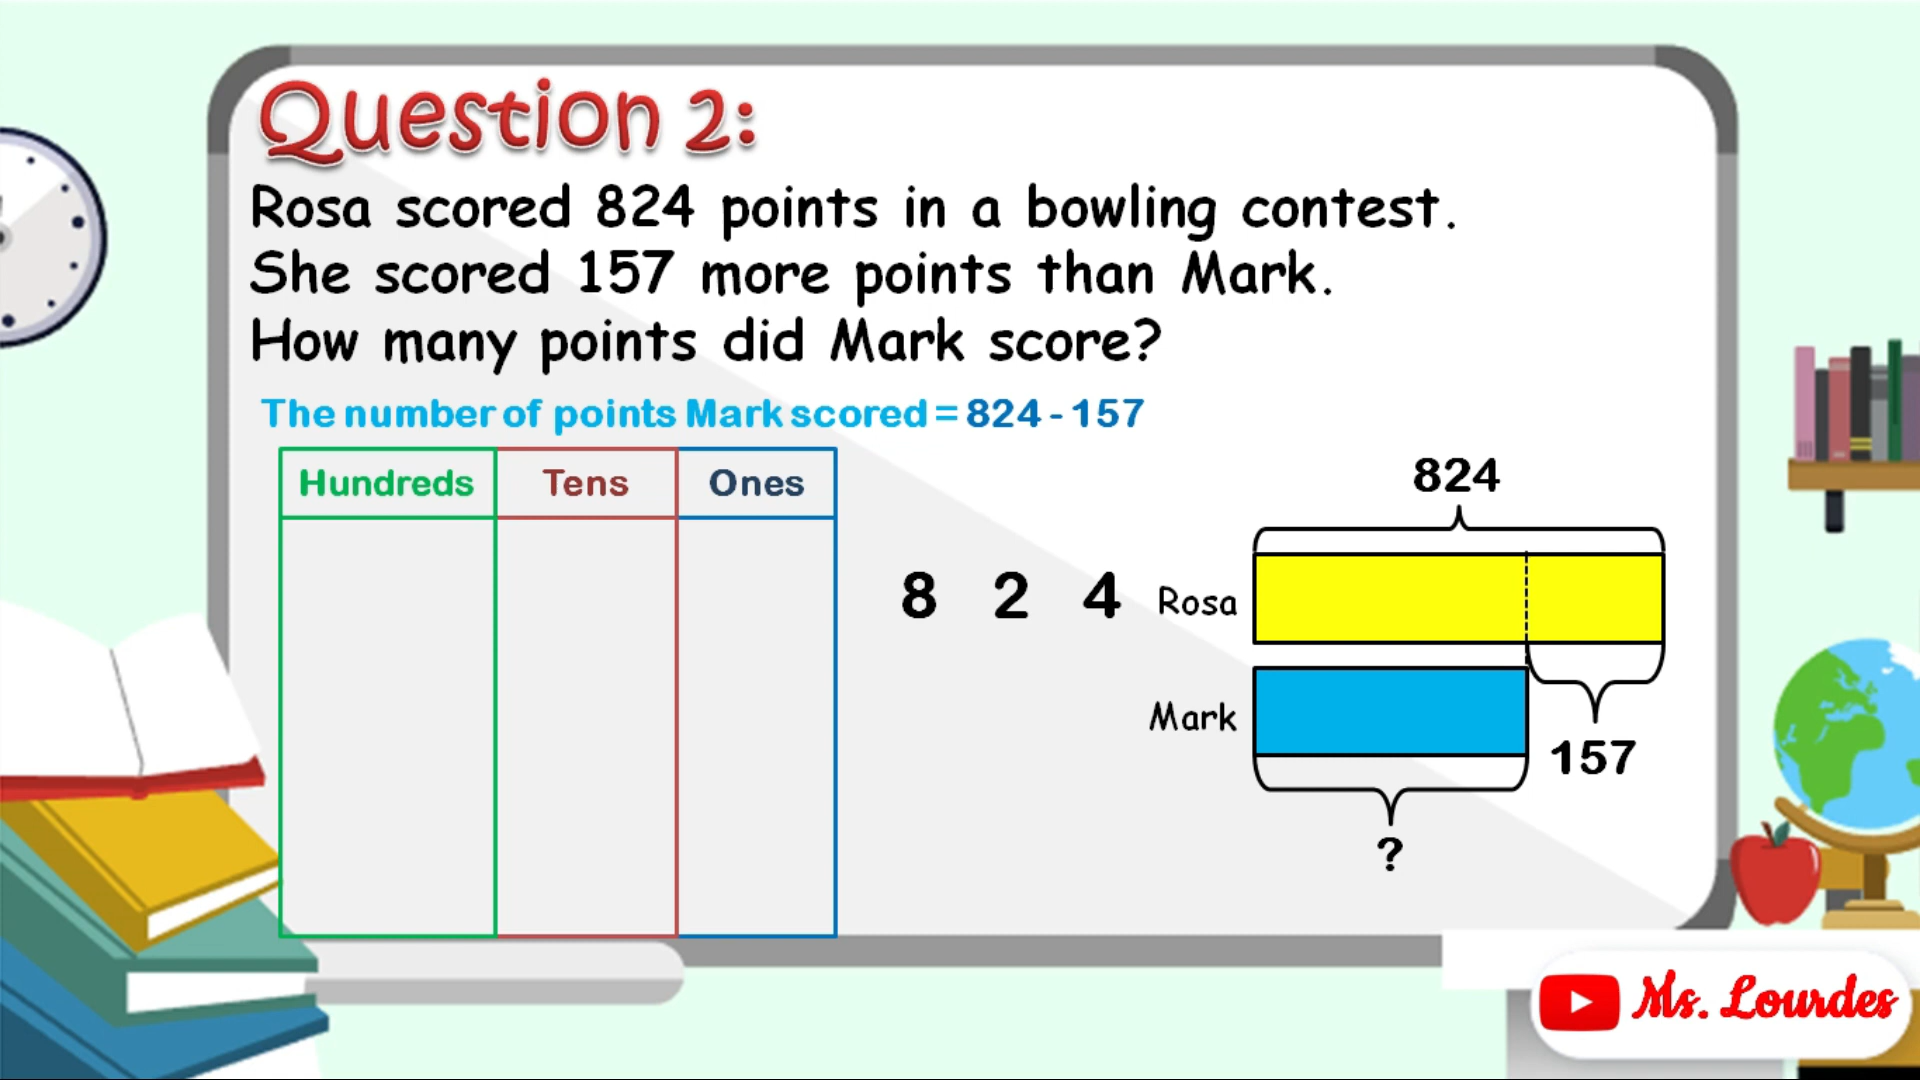 Question 2:
Rosa scored 824 points in a bowling contest.
She scored 157 more points than Mark.
How many points did Mark score?
The number of points Mark scored = 824 - 157
Hundreds Tens Ones
824
8 2 4
Rosa
Mark
157
?
Ms. Lourdes